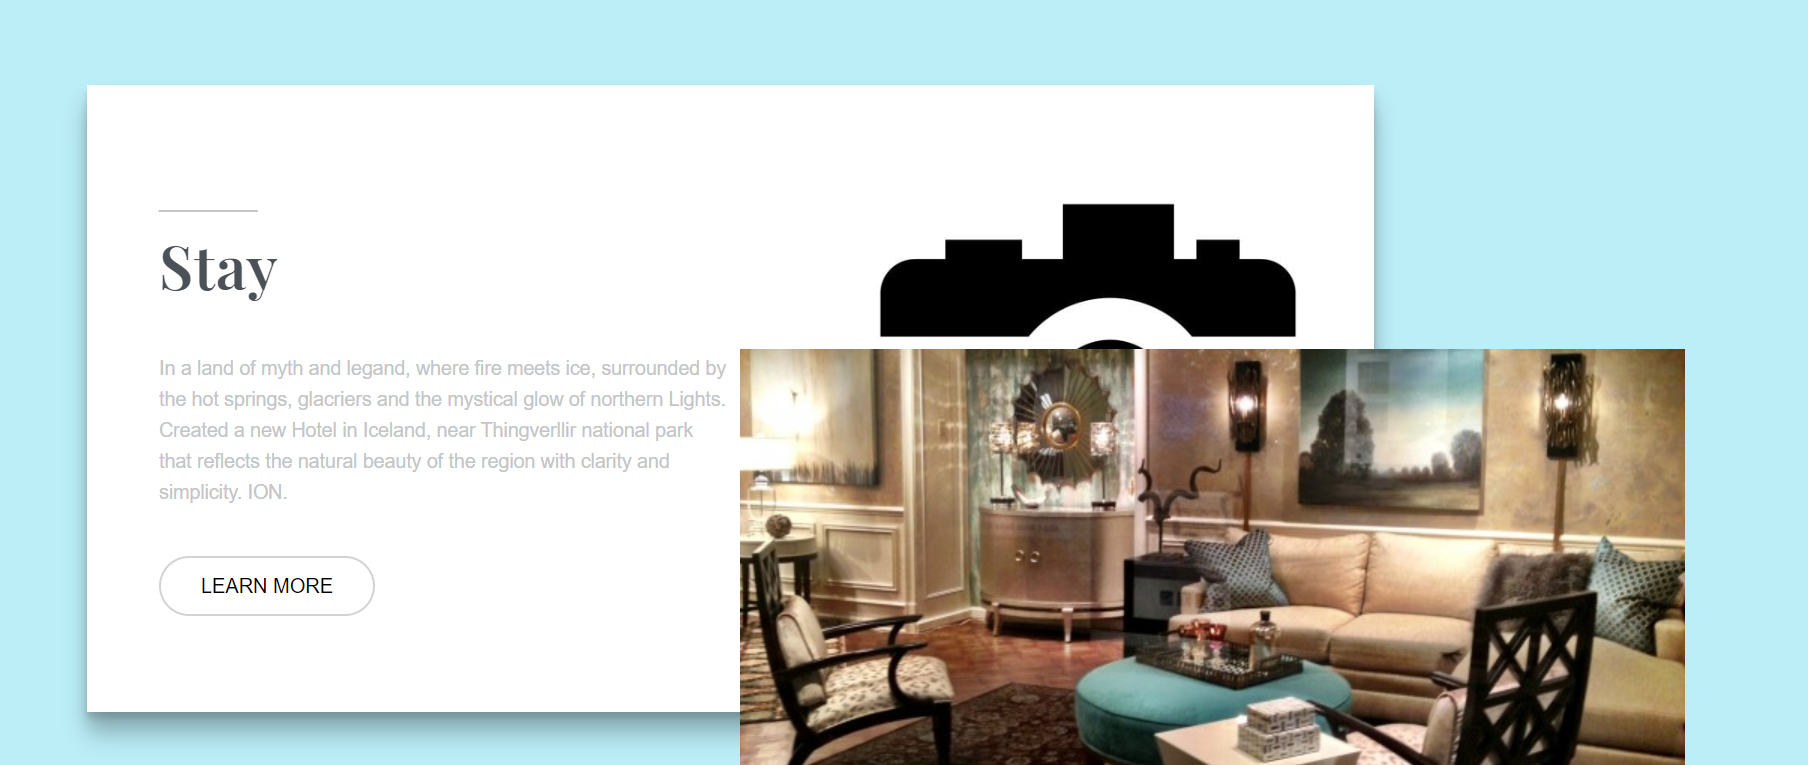 Stay
In a land of myth and legand, where fire meets ice, surrounded by
the hot springs, glacriers and the mystical glow of northern Lights.
Created a new Hotel in Iceland, near Thingverllir national park
that reflects the natural beauty of the region with clarity and
simplicity. ION.
LEARN MORE